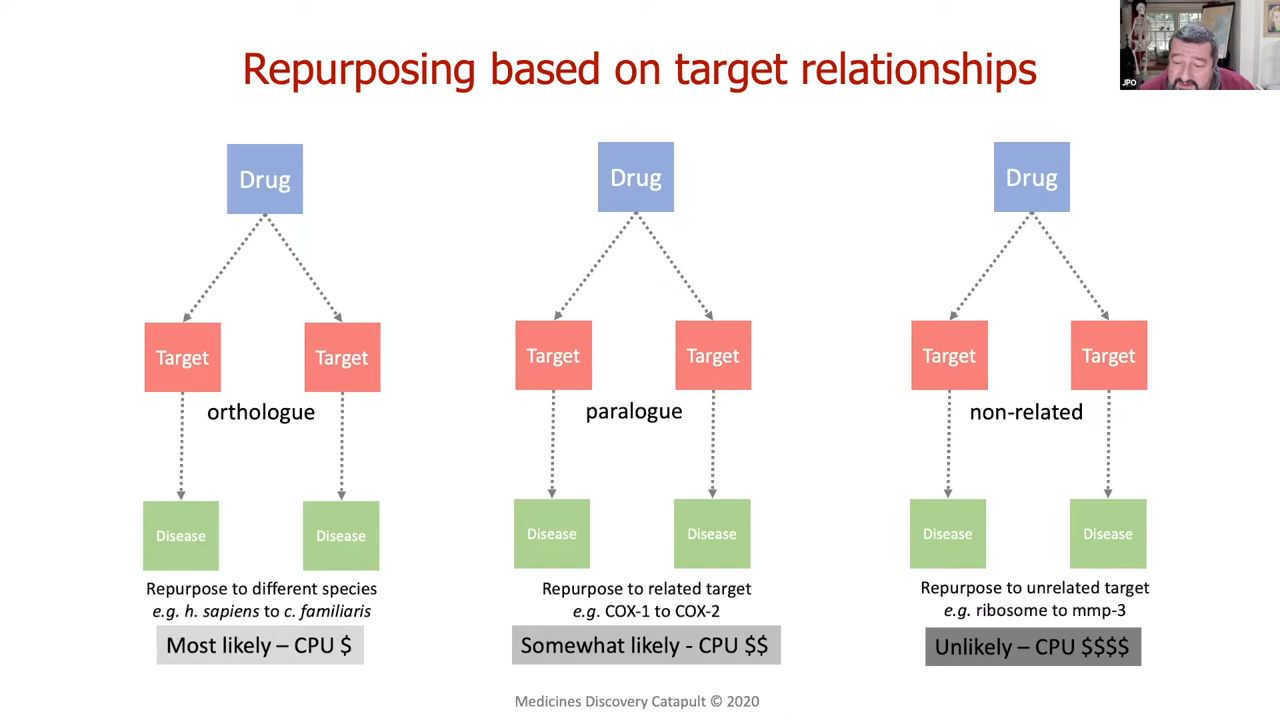 Repurposing based on target relationships
JPO
Drug
Drug
Drug
Target
Target
Target
Target
Target
Target
orthologue
paralogue
non-related
Disease
Disease
Disease
Disease
Disease
Disease
Repurpose to different species
e.g. h. sapiens to c. familiaris
Most likely – CPU $
Repurpose to related target
e.g. COX-1 to COX-2
Somewhat likely - CPU $$
Repurpose to unrelated target
e.g. ribosome to mmp-3
Unlikely – CPU $$$$
Medicines Discovery Catapult © 2020